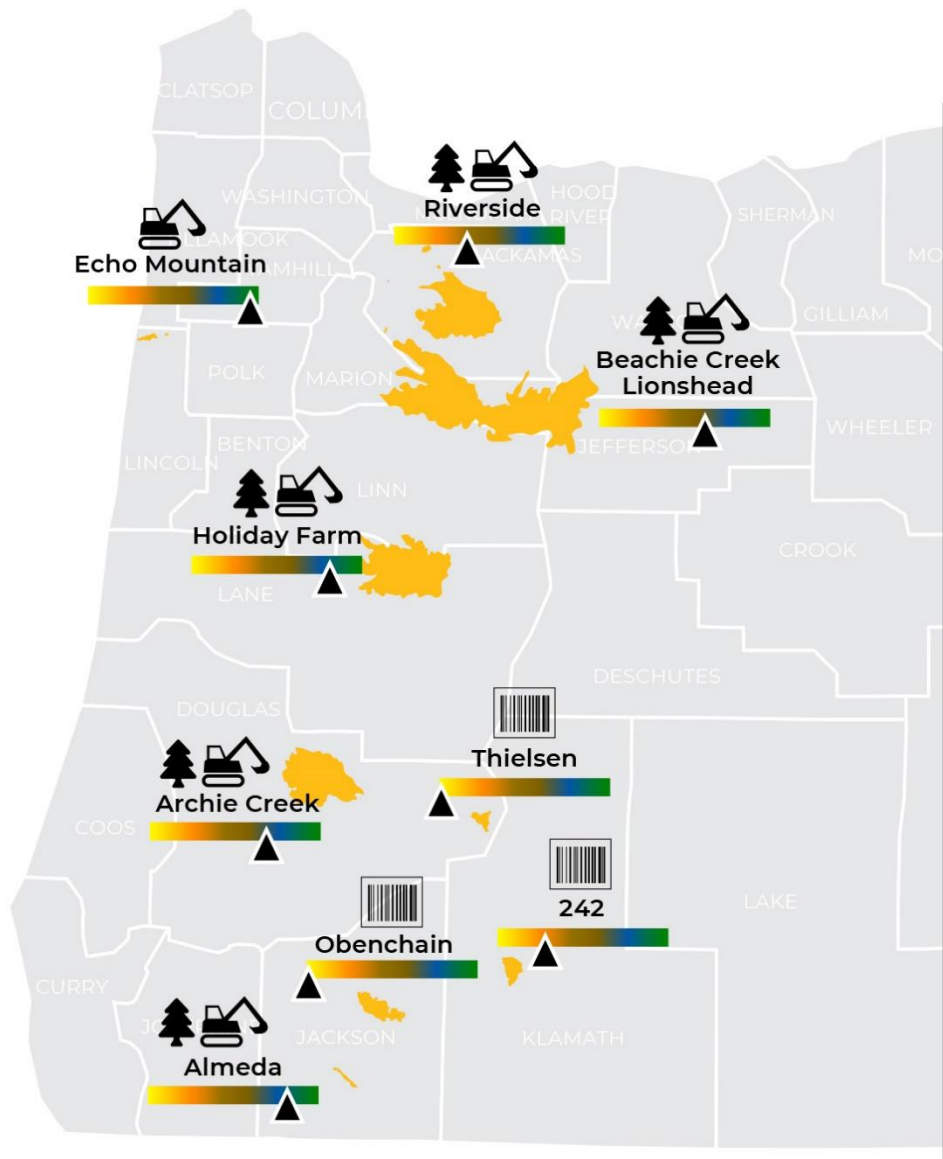 CLATSOP
COLUM
WASHINGTON
Riverside
HOOD
RIVER
SHERMAN
LAMOOK
Echo Mountain
AMHILL
ACKAMAS
MO
GILLIAM
Beachie Creek
Lionshead
POLK
MARION
WHEELER
JEFFERSON
BENTON
LINCOLN
LINN
Holiday Farm
CROOK
LANE
DESCHUTES
DOUGLAS
Thielsen
Archie Creek
COOS
242
LAKE
Obenchain
CURRY
JACKSON
KLAMATH
Almeda